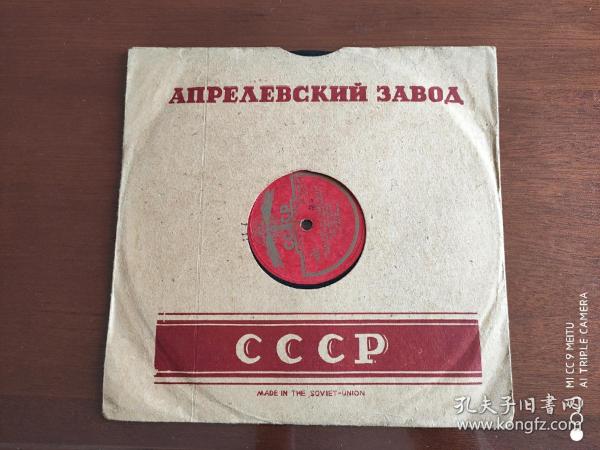 АПРЕЛЕВСКИЙ ЗАВОД
СССР
СССР
MADE IN THE SOVIET-UNION
MI CC9 MEITU
AI TRIPLE CAMERA
孔夫子旧书网
www.kongfz.com